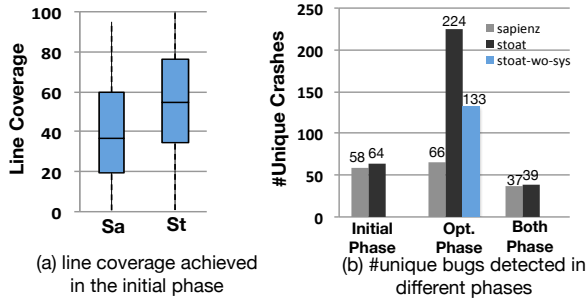 Line Coverage
100
80
60
40
20
0
Sa
St
(a) line coverage achieved
in the initial phase
#Unique Crashes
250
200
150
100
50
0
sapienz
stoat
stoat-wo-sys
58
64
66
224
133
37
39
Initial
Phase
Opt.
Phase
Both
Phase
(b) #unique bugs detected in
different phases